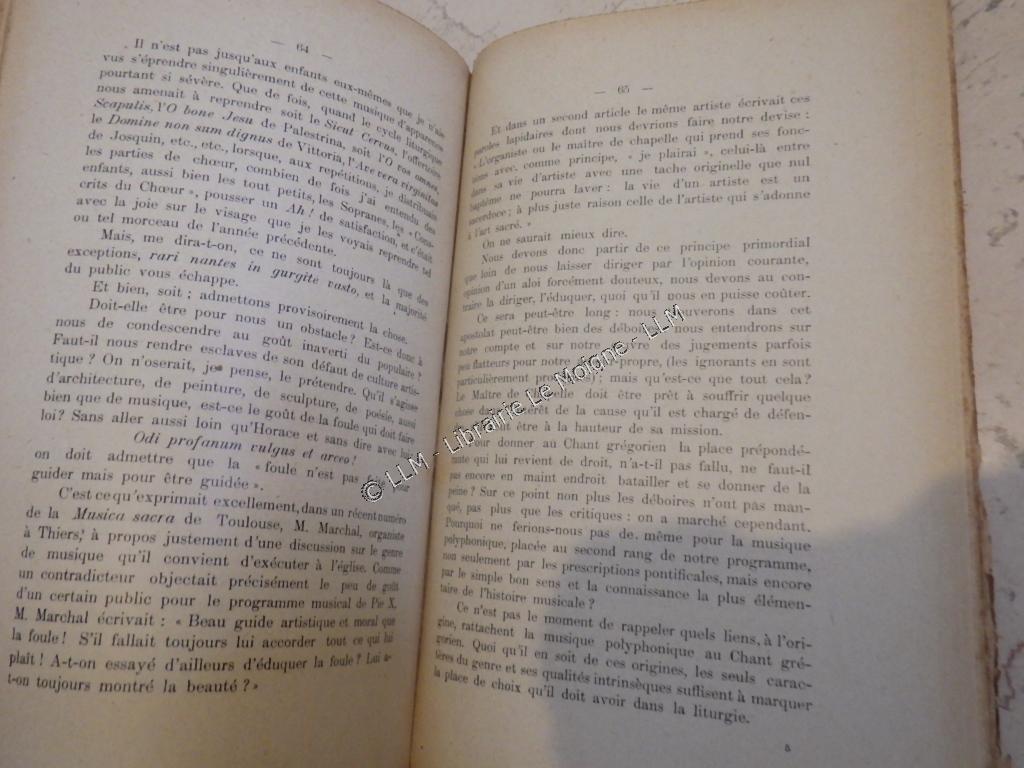 — 64 —
Il n'est pas jusqu'aux enfants eux-mêmes que je n'aie
vus s'éprendre singulièrement de cette musique d'apparence
pourtant si sévère. Que de fois, quand le cycle liturgique
nous amenait à reprendre soit le Sicut Cervus, l'offertoire
Scapulis, l'O bone Jesu de Palestrina, soit l'O vos omnes,
le Domine non sum dignus de Vittoria, l'Ave vera virginitas
de Josquin, etc., etc., lorsque, aux répétitions, je distribuais
les parties de chœur, combien de fois j'ai entendu des
enfants, aussi bien les tout petits, les Sopranes, les « Cons-
crits du Chœur », pousser un Ah! de satisfaction, et c'était
avec la joie sur le visage que je les voyais reprendre tel
ou tel morceau de l'année précédente.
Mais, me dira-t-on, ce ne sont toujours là que des
exceptions, rari nantes in gurgite vasto, et la majorité
du public vous échappe.
Et bien, soit ; admettons provisoirement la chose.
Doit-elle être pour nous un obstacle? Est-ce donc à
nous de condescendre au goût inaverti du populaire ?
Faut-il nous rendre esclaves de son défaut de culture artis-
tique ? On n'oserait, je pense, le prétendre. Qu'il s'agisse
d'architecture, de peinture, de sculpture, de poésie, aussi
bien que de musique, est-ce le goût de la foule qui doit faire
loi? Sans aller aussi loin qu'Horace et sans dire avec lui
Odi profanum vulgus et arceo!
on doit admettre que la « foule n'est pas pour
guider mais pour être guidée ».
C'est ce qu'exprimait excellement, dans un récent numéro
de la Musica sacra de Toulouse, M. Marchal, organiste
à Thiers, à propos justement d'une discussion sur le genre
de musique qu'il convient d'exécuter à l'église. Comme
un contradicteur objectait précisément le peu de goût
d'un certain public pour le programme musical de Pie X,
M. Marchal écrivait : « Beau guide artistique et moral que
la foule! S'il fallait toujours lui accorder tout ce qui lui
plaît! A-t-on essayé d'ailleurs d'éduquer la foule? Lui a-
t-on toujours montré la beauté ? »
— 65 —
Et dans un second article le même artiste écrivait ces
paroles lapidaires dont nous devrions faire notre devise :
« L'organiste ou le maître de chapelle qui prend ses fonc-
tions avec, comme principe, « je plairai », celui-là entre
dans sa vie d'artiste avec une tache originelle que nul
baptême ne pourra laver : la vie d'un artiste est un
sacerdoce ; à plus juste raison celle de l'artiste qui s'adonne
à l'art sacré. »
On ne saurait mieux dire.
Nous devons donc partir de ce principe primordial
que loin de nous laisser diriger par l'opinion courante,
opinion d'un aloi forcément douteux, nous devons au con-
traire la diriger, l'éduquer, quoi qu'il nous en puisse coûter.
Ce sera peut-être long : nous trouverons dans cet
apostolat peut-être bien des déboires, nous entendrons sur
notre compte et sur notre œuvre des jugements parfois
peu flatteurs pour notre amour-propre, (les ignorants en sont
particulièrement prodigues) ; mais qu'est-ce que tout cela?
Le Maître de Chapelle doit être prêt à souffrir quelque
chose dans l'intérêt de la cause qu'il est chargé de défen-
être à la hauteur de sa mission.
Pour donner au Chant grégorien la place prépondé-
rante qui lui revient de droit, n'a-t-il pas fallu, ne faut-il
pas encore en maint endroit batailler et se donner de la
peine ? Sur ce point non plus les déboires n'ont pas man-
qué, pas plus que les critiques : on a marché cependant.
Pourquoi ne ferions-nous pas de même pour la musique
polyphonique, placée au second rang de notre programme,
non seulement par les prescriptions pontificales, mais encore
par le simple bon sens et la connaissance la plus élémen-
taire de l'histoire musicale ?
Ce n'est pas le moment de rappeler quels liens, à l'ori-
gine, rattachent la musique polyphonique au Chant gré-
gorien. Quoi qu'il en soit de ces origines, les seuls carac-
tères du genre et ses qualités intrinsèques suffisent à marquer
la place de choix qu'il doit avoir dans la liturgie.
5
© LLM - Librairie Le Moigne - LLM